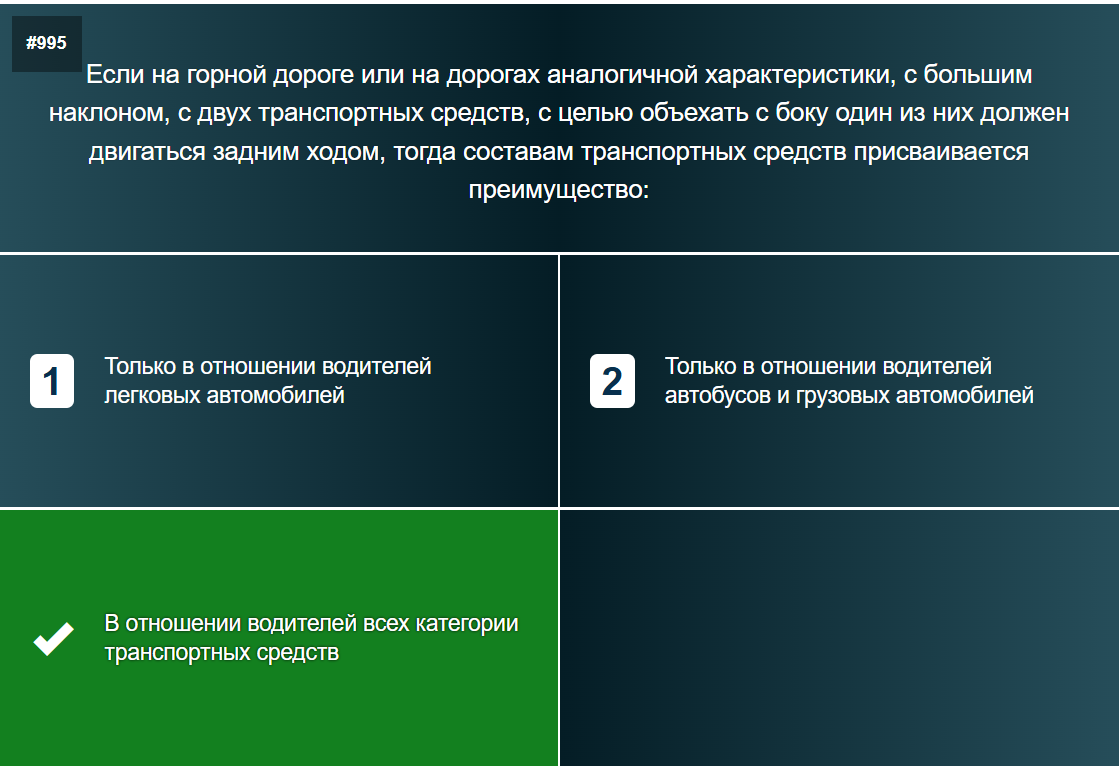 #995
Если на горной дороге или на дорогах аналогичной характеристики, с большим
наклоном, с двух транспортных средств, с целью объехать с боку один из них должен
двигаться задним ходом, тогда составам транспортных средств присваивается
преимущество:
1
Только в отношении водителей
легковых автомобилей
2
Только в отношении водителей
автобусов и грузовых автомобилей
В отношении водителей всех категории
транспортных средств